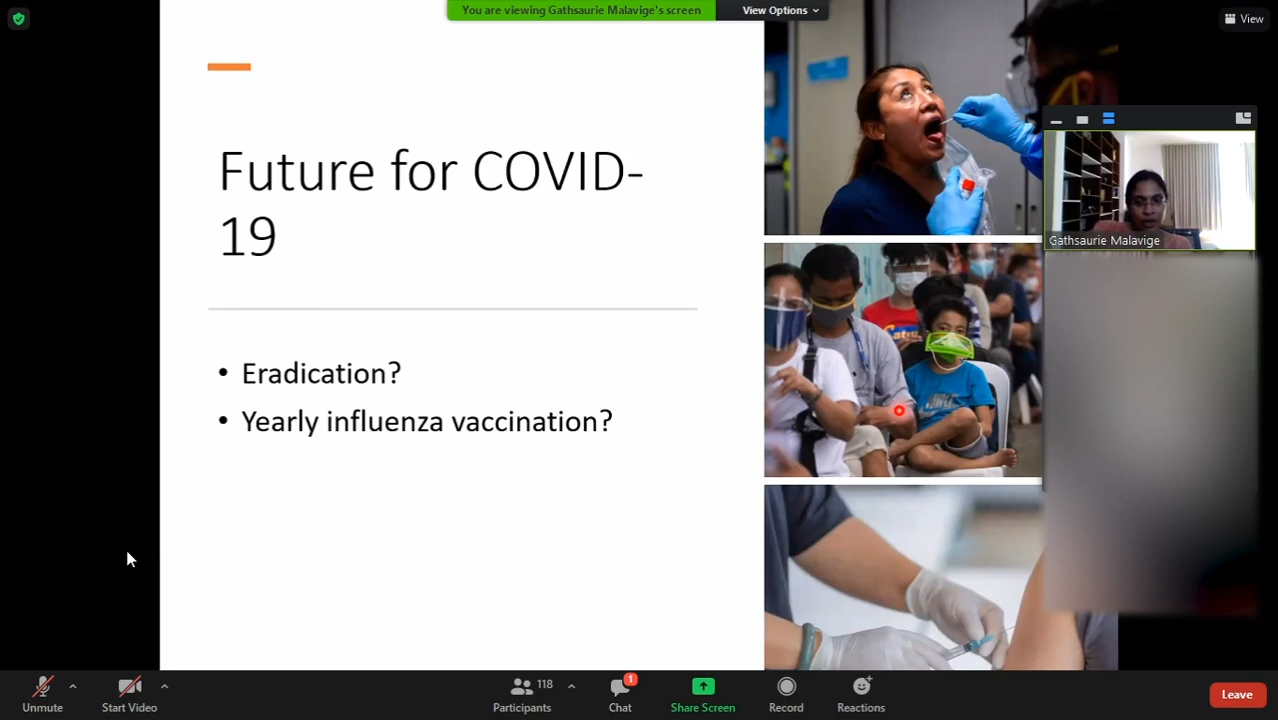 You are viewing Gathsaurie Malavige's screen
View Options
View
Future for COVID-
19
• Eradication?
• Yearly influenza vaccination?
Gathsaurie Malavige
Unmute
Start Video
118
Participants
1
Chat
Share Screen
Record
Reactions
Leave